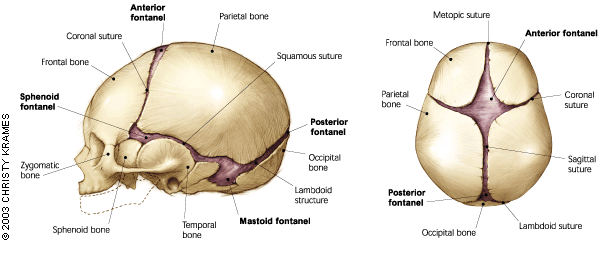 Anterior
fontanel
Parietal bone
Coronal suture
Squamous suture
Frontal bone
Sphenoid
fontanel
Posterior
fontanel
Zygomatic
bone
Occipital
bone
Lambdoid
structure
Sphenoid bone
Temporal
bone
Mastoid fontanel
© 2003 CHRISTY KRAMES
Metopic suture
Anterior fontanel
Frontal bone
Parietal
bone
Coronal
suture
Sagittal
suture
Posterior
fontanel
Occipital bone
Lambdoid suture